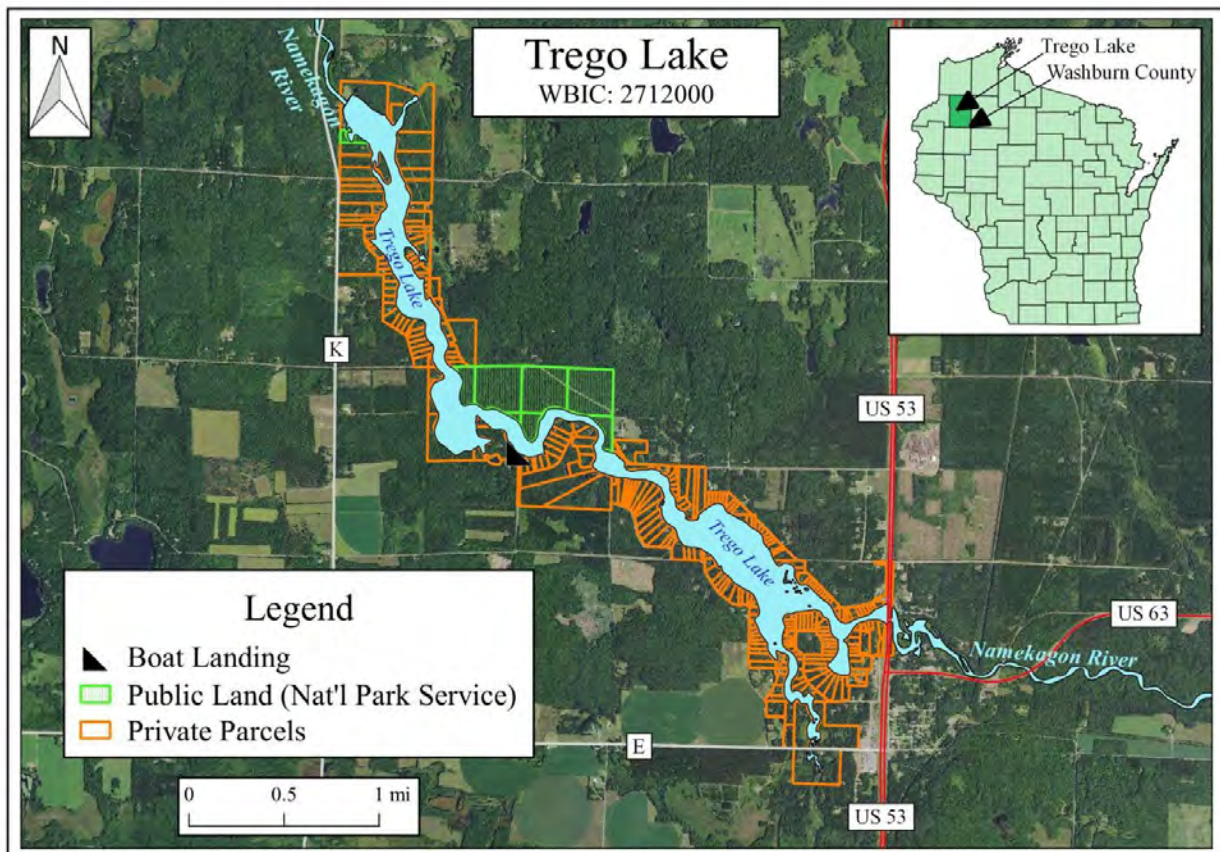 N
Namekagon
River
Trego Lake
WBIC: 2712000
Trego Lake
Washburn County
Trego Lake
K
US 53
Trego Lake
US 63
Namekagon River
Legend
Boat Landing
Public Land (Nat'l Park Service)
Private Parcels
E
0 0.5 1 mi
US 53